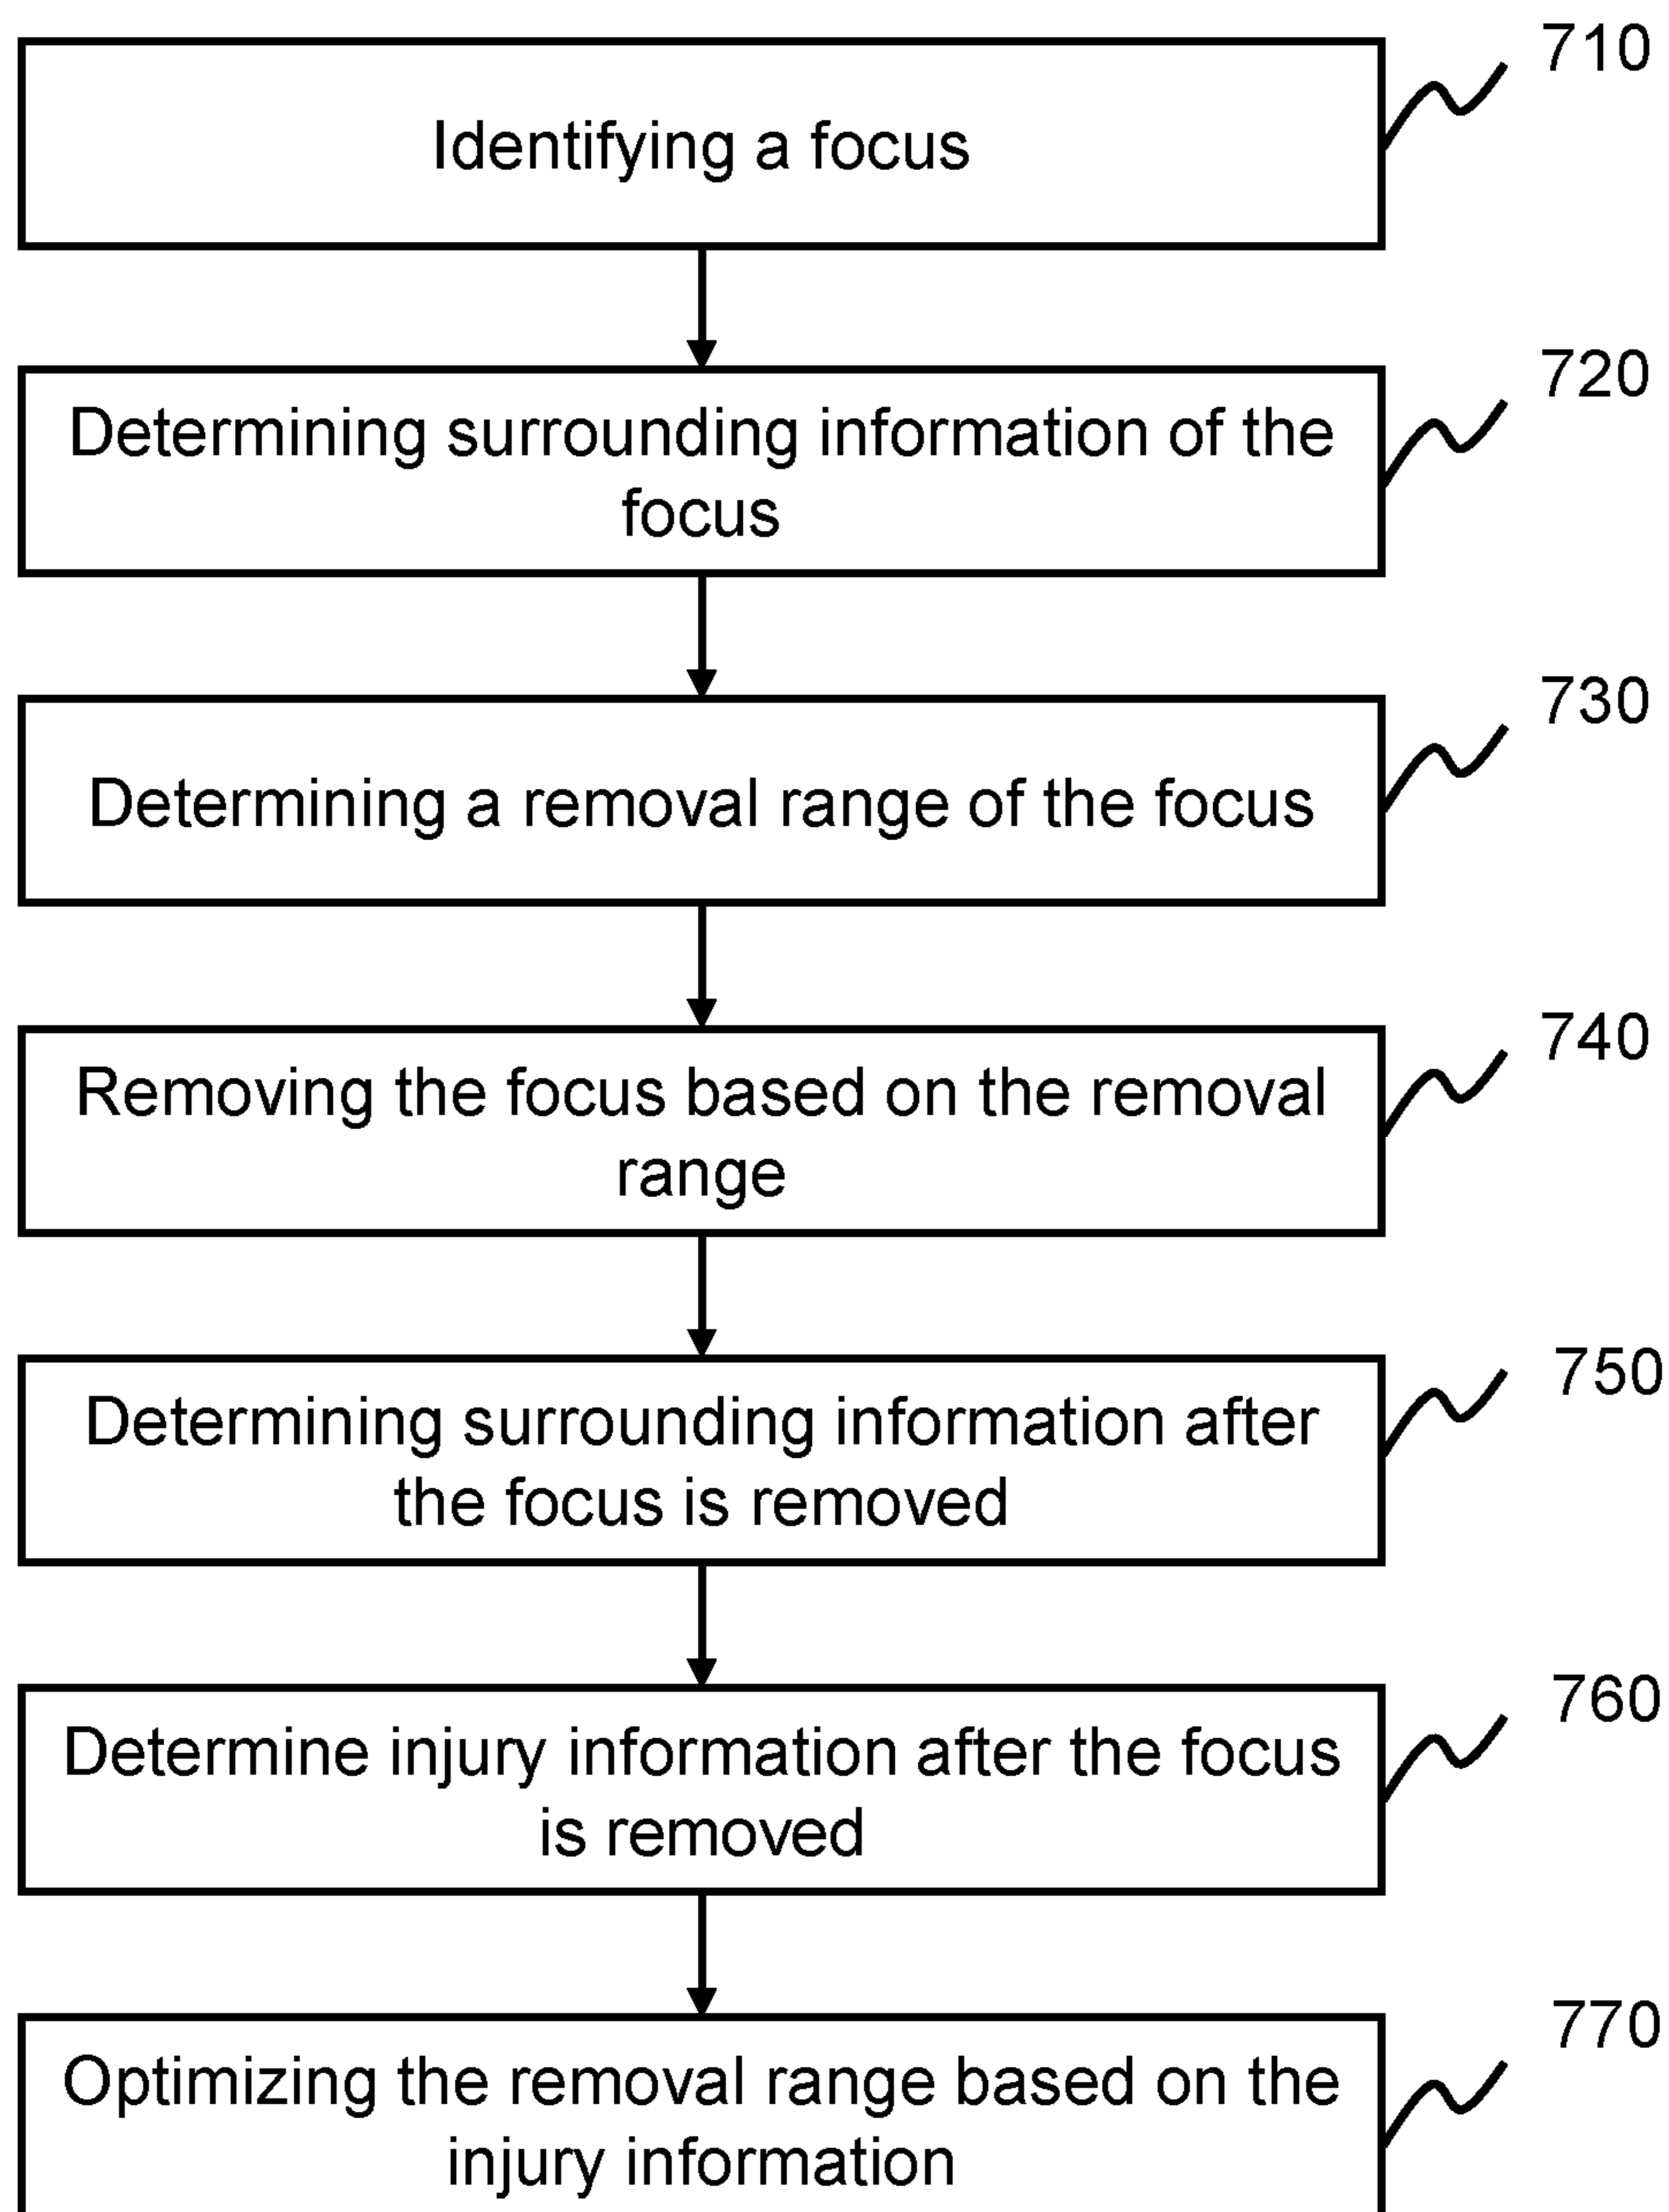 710
Identifying a focus
720
Determining surrounding information of the
focus
730
Determining a removal range of the focus
740
Removing the focus based on the removal
range
750
Determining surrounding information after
the focus is removed
760
Determine injury information after the focus
is removed
770
Optimizing the removal range based on the
injury information